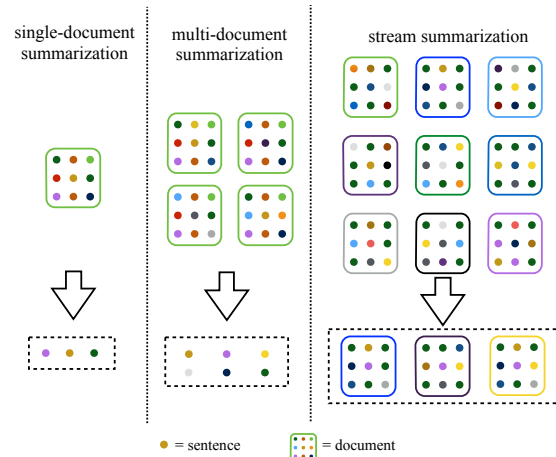 single-document
summarization
multi-document
summarization
stream summarization
= sentence
= document